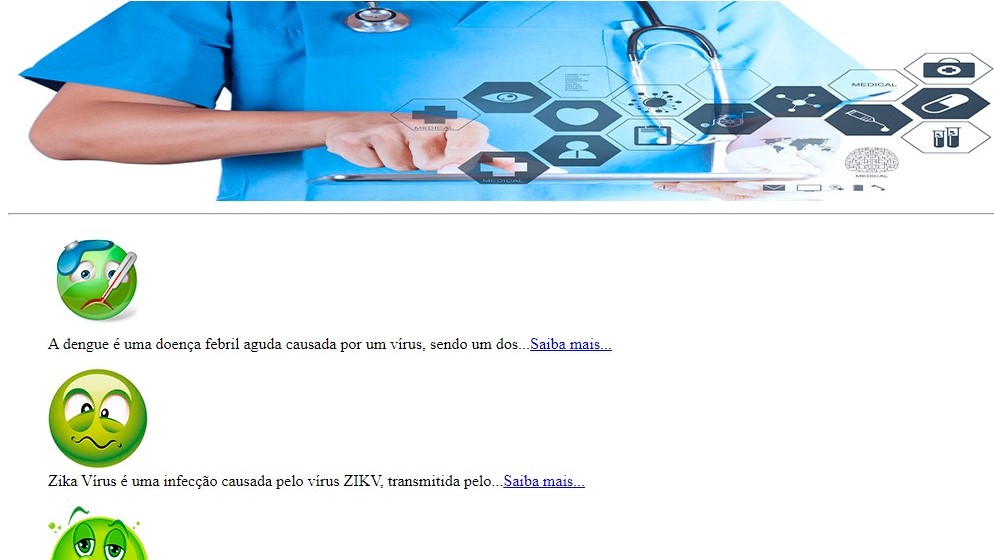 MEDICAL
MEDICAL
MEDICAL
MEDICAL
A dengue é uma doença febril aguda causada por um vírus, sendo um dos...Saiba mais...
Zika Vírus é uma infecção causada pelo vírus ZIKV, transmitida pelo...Saiba mais...